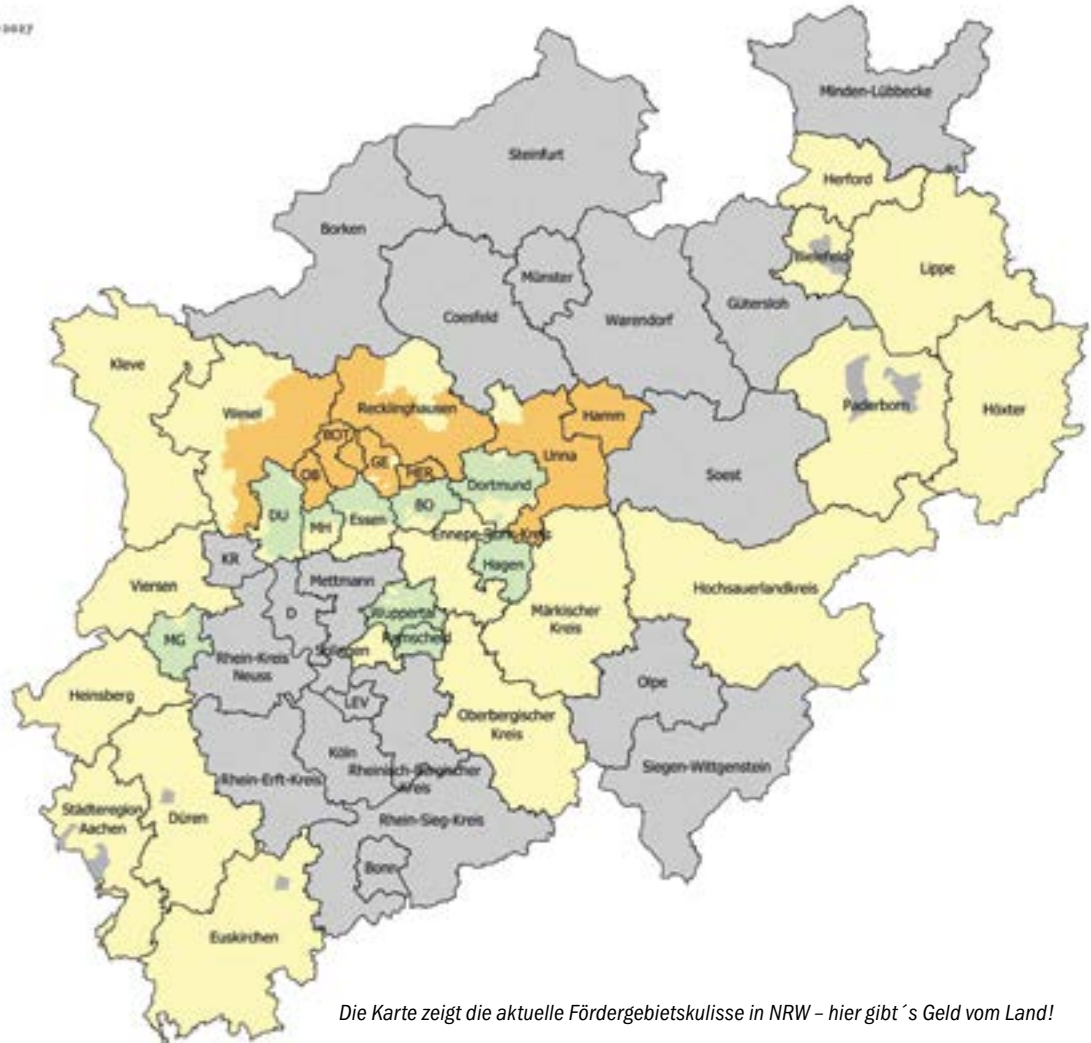 Minden-Lübbecke
Steinfurt
Herford
Borken
Bielefeld
Lippe
Münster
Gütersloh
Coesfeld
Warendorf
Kleve
Paderborn
Höxter
Wesel
Recklinghausen
Hamm
BOT
Unna
GE
HER
OB
Soest
Dortmund
BO
DU
Essen
MH
Ennepe-Ruhr-Kreis
KR
Hagen
Mettmann
Viersen
Hochsauerlandkreis
D
Wuppertal
Märkischer
Kreis
MG
Remscheid
Solingen
Rhein-Kreis
Neuss
Olpe
Heinsberg
LEV
Oberbergischer
Kreis
Köln
Siegen-Wittgenstein
Rheinisch-Bergischer
Kreis
Rhein-Erft-Kreis
Städteregion
Aachen
Düren
Rhein-Sieg-Kreis
Bonn
Euskirchen
Die Karte zeigt die aktuelle Fördergebietskulisse in NRW – hier gibt´s Geld vom Land!